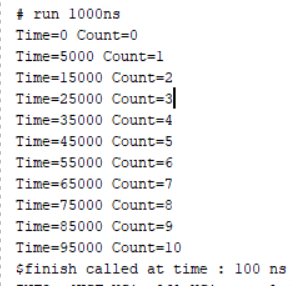 # run 1000ns
Time=0 Count=0
Time=5000 Count=1
Time=15000 Count=2
Time=25000 Count=3
Time=35000 Count=4
Time=45000 Count=5
Time=55000 Count=6
Time=65000 Count=7
Time=75000 Count=8
Time=85000 Count=9
Time=95000 Count=10
$finish called at time : 100 ns